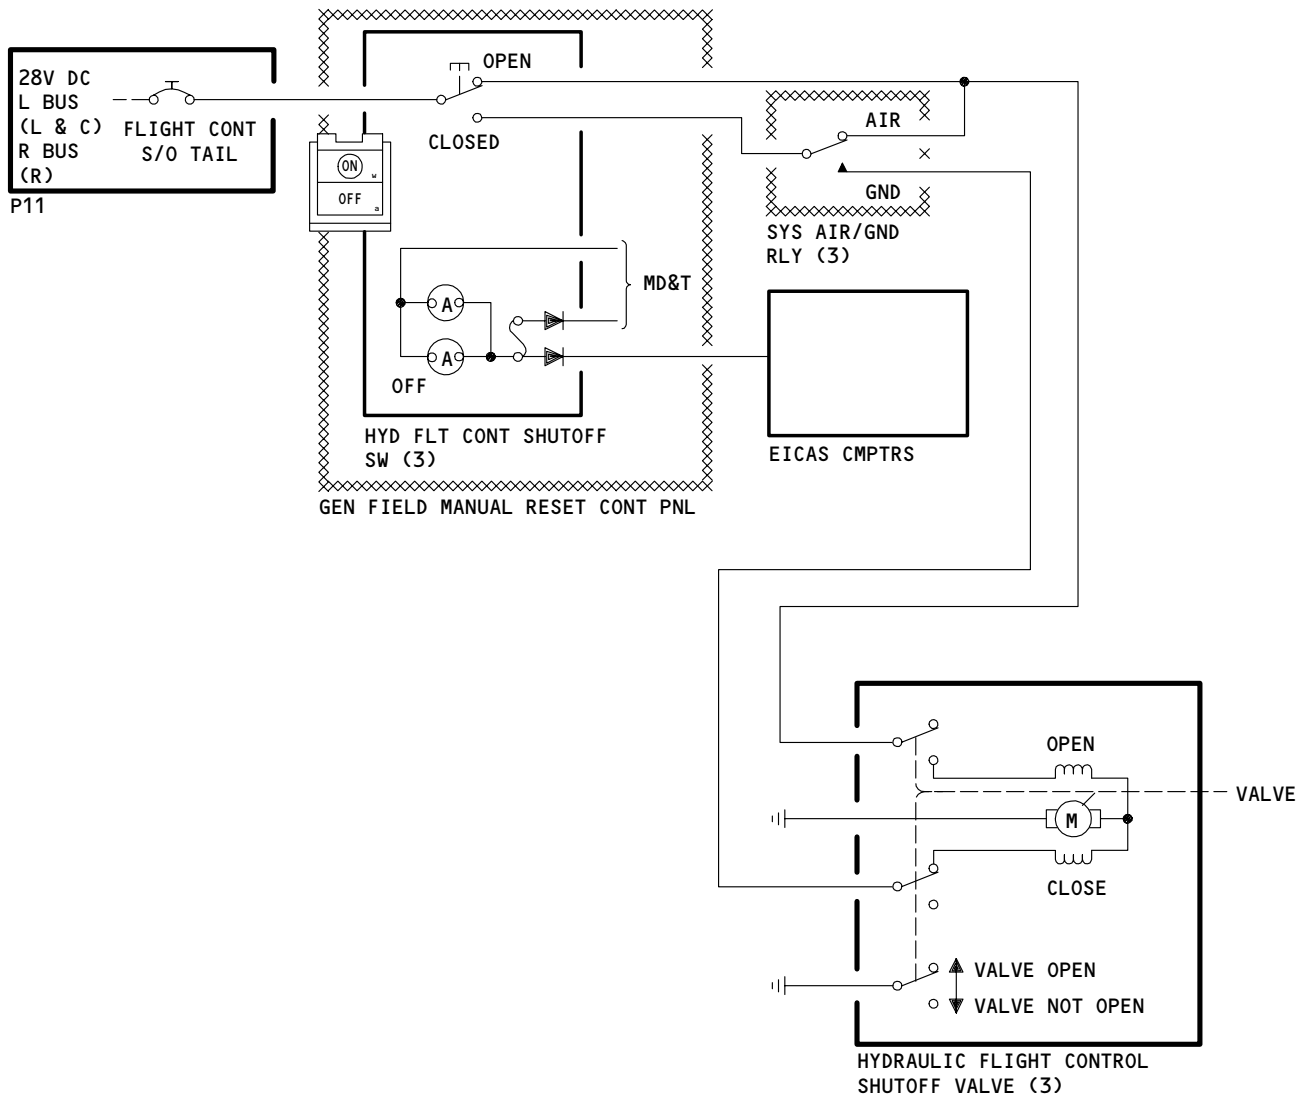 28V DC
L BUS
(L & C)
R BUS
(R)
FLIGHT CONT
S/O TAIL
P11
OPEN
CLOSED
ON
w
OFF
a
MD&T
A
A
OFF
HYD FLT CONT SHUTOFF
SW (3)
GEN FIELD MANUAL RESET CONT PNL
AIR
GND
SYS AIR/GND
RLY (3)
EICAS CMPTRS
OPEN
VALVE
M
CLOSE
VALVE OPEN
VALVE NOT OPEN
HYDRAULIC FLIGHT CONTROL
SHUTOFF VALVE (3)